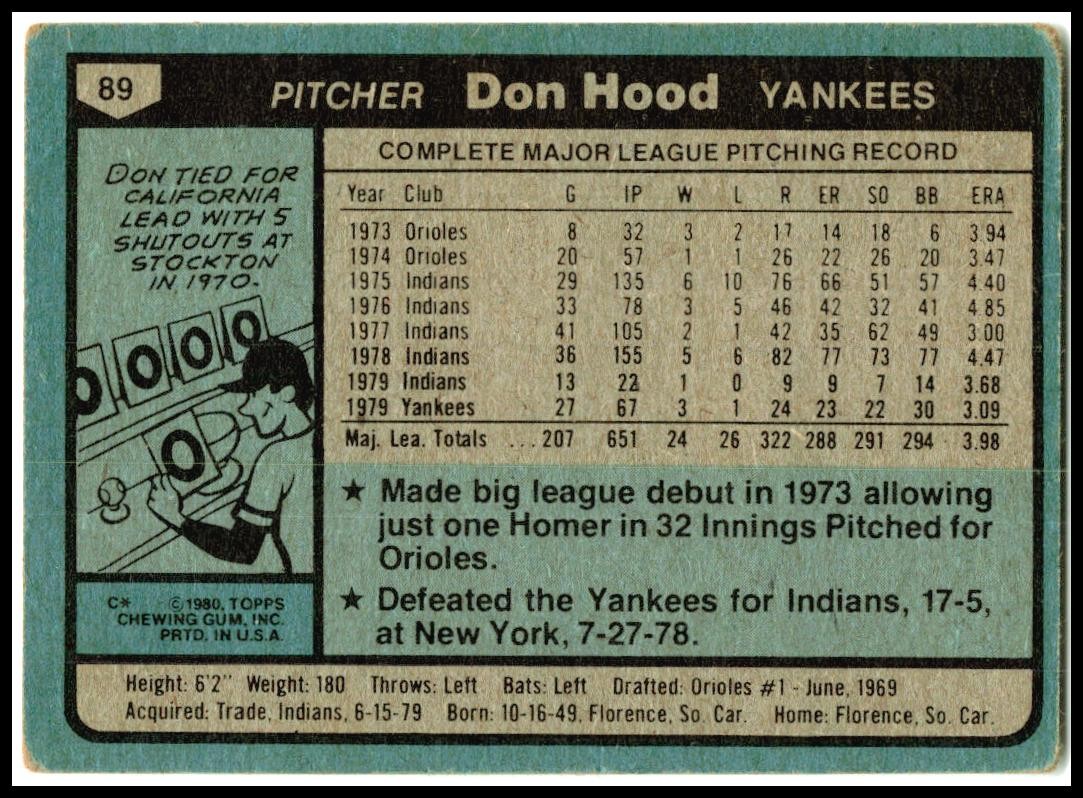 89
PITCHER Don Hood YANKEES
DON TIED FOR
CALIFORNIA
LEAD WITH 5
SHUTOUTS AT
STOCKTON
IN 1970.
0 0 0 0
0
C* ©1980, TOPPS
CHEWING GUM, INC.
PRTD. IN U.S.A.
COMPLETE MAJOR LEAGUE PITCHING RECORD
Year Club G IP W L R ER SO BB ERA
1973 Orioles 8 32 3 2 17 14 18 6 3.94
1974 Orioles 20 57 1 1 26 22 26 20 3.47
1975 Indians 29 135 6 10 76 66 51 57 4.40
1976 Indians 33 78 3 5 46 42 32 41 4.85
1977 Indians 41 105 2 1 42 35 62 49 3.00
1978 Indians 36 155 5 6 82 77 73 77 4.47
1979 Indians 13 22 1 0 9 9 7 14 3.68
1979 Yankees 27 67 3 1 24 23 22 30 3.09
Maj. Lea. Totals ... 207 651 24 26 322 288 291 294 3.98
★ Made big league debut in 1973 allowing
just one Homer in 32 Innings Pitched for
Orioles.
★ Defeated the Yankees for Indians, 17-5,
at New York, 7-27-78.
Height: 6'2" Weight: 180 Throws: Left Bats: Left Drafted: Orioles #1 - June, 1969
Acquired: Trade, Indians, 6-15-79 Born: 10-16-49, Florence, So. Car. Home: Florence, So. Car.